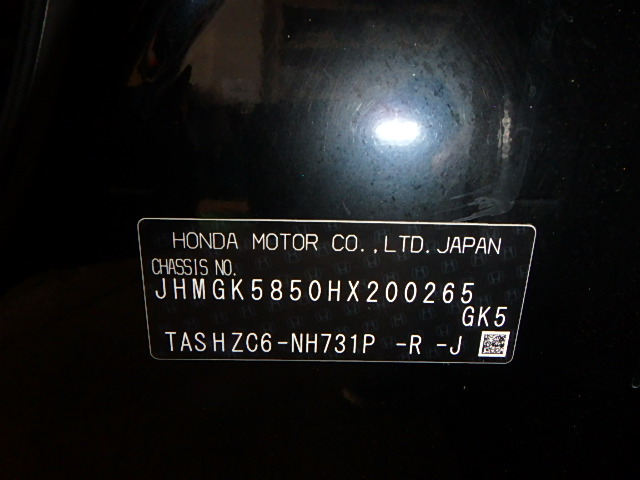 HONDA MOTOR CO.,LTD.JAPAN
CHASSIS NO.
JHMGK5850HX200265
GK5
TASHZC6-NH731P -R -J